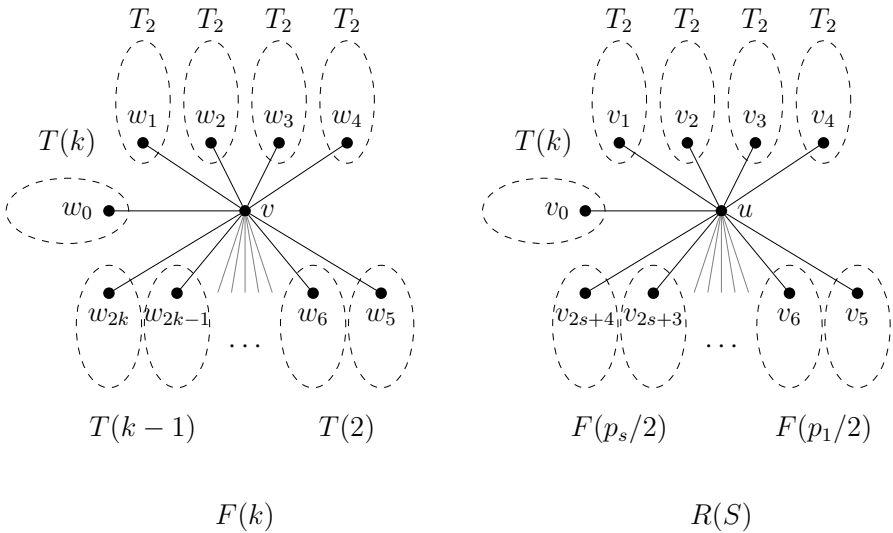 T_2 T_2 T_2 T_2 T_2 T_2 T_2 T_2
w_1 w_2 w_3 w_4 v_1 v_2 v_3 v_4
T(k) T(k)
w_0 v v_0 u
w_{2k} w_{2k−1} w_6 w_5 v_{2s+4} v_{2s+3} v_6 v_5
... ...
T(k − 1) T(2) F(p_s/2) F(p_1/2)
F(k) R(S)